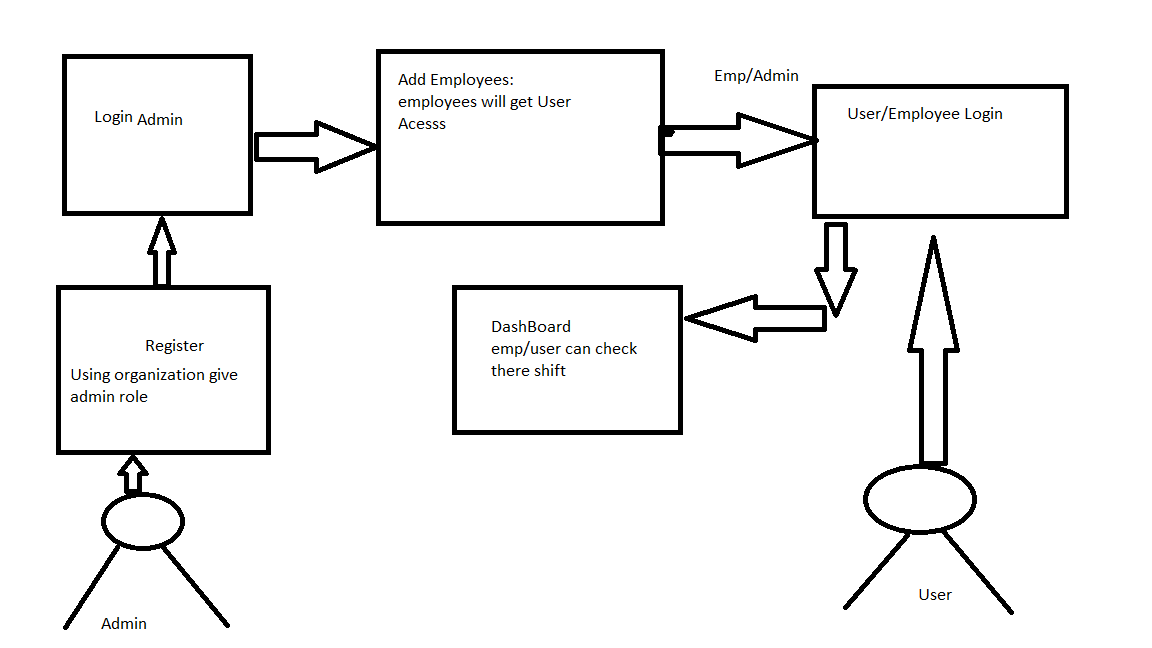 Login Admin
Add Employees:
employees will get User
Acesss
Emp/Admin
User/Employee Login
Register
Using organization give
admin role
DashBoard
emp/user can check
there shift
Admin
User